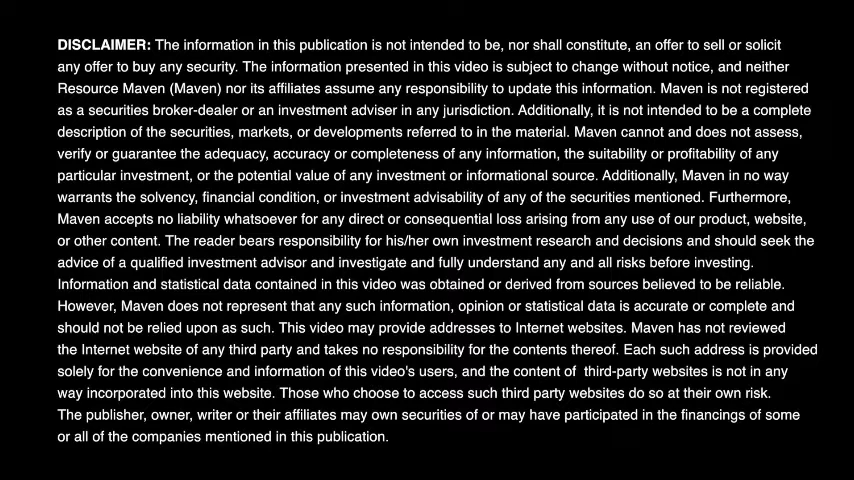 DISCLAIMER: The information in this publication is not intended to be, nor shall constitute, an offer to sell or solicit
any offer to buy any security. The information presented in this video is subject to change without notice, and neither
Resource Maven (Maven) nor its affiliates assume any responsibility to update this information. Maven is not registered
as a securities broker-dealer or an investment adviser in any jurisdiction. Additionally, it is not intended to be a complete
description of the securities, markets, or developments referred to in the material. Maven cannot and does not assess,
verify or guarantee the adequacy, accuracy or completeness of any information, the suitability or profitability of any
particular investment, or the potential value of any investment or informational source. Additionally, Maven in no way
warrants the solvency, financial condition, or investment advisability of any of the securities mentioned. Furthermore,
Maven accepts no liability whatsoever for any direct or consequential loss arising from any use of our product, website,
or other content. The reader bears responsibility for his/her own investment research and decisions and should seek the
advice of a qualified investment advisor and investigate and fully understand any and all risks before investing.
Information and statistical data contained in this video was obtained or derived from sources believed to be reliable.
However, Maven does not represent that any such information, opinion or statistical data is accurate or complete and
should not be relied upon as such. This video may provide addresses to Internet websites. Maven has not reviewed
the Internet website of any third party and takes no responsibility for the contents thereof. Each such address is provided
solely for the convenience and information of this video's users, and the content of third-party websites is not in any
way incorporated into this website. Those who choose to access such third party websites do so at their own risk.
The publisher, owner, writer or their affiliates may own securities of or may have participated in the financings of some
or all of the companies mentioned in this publication.